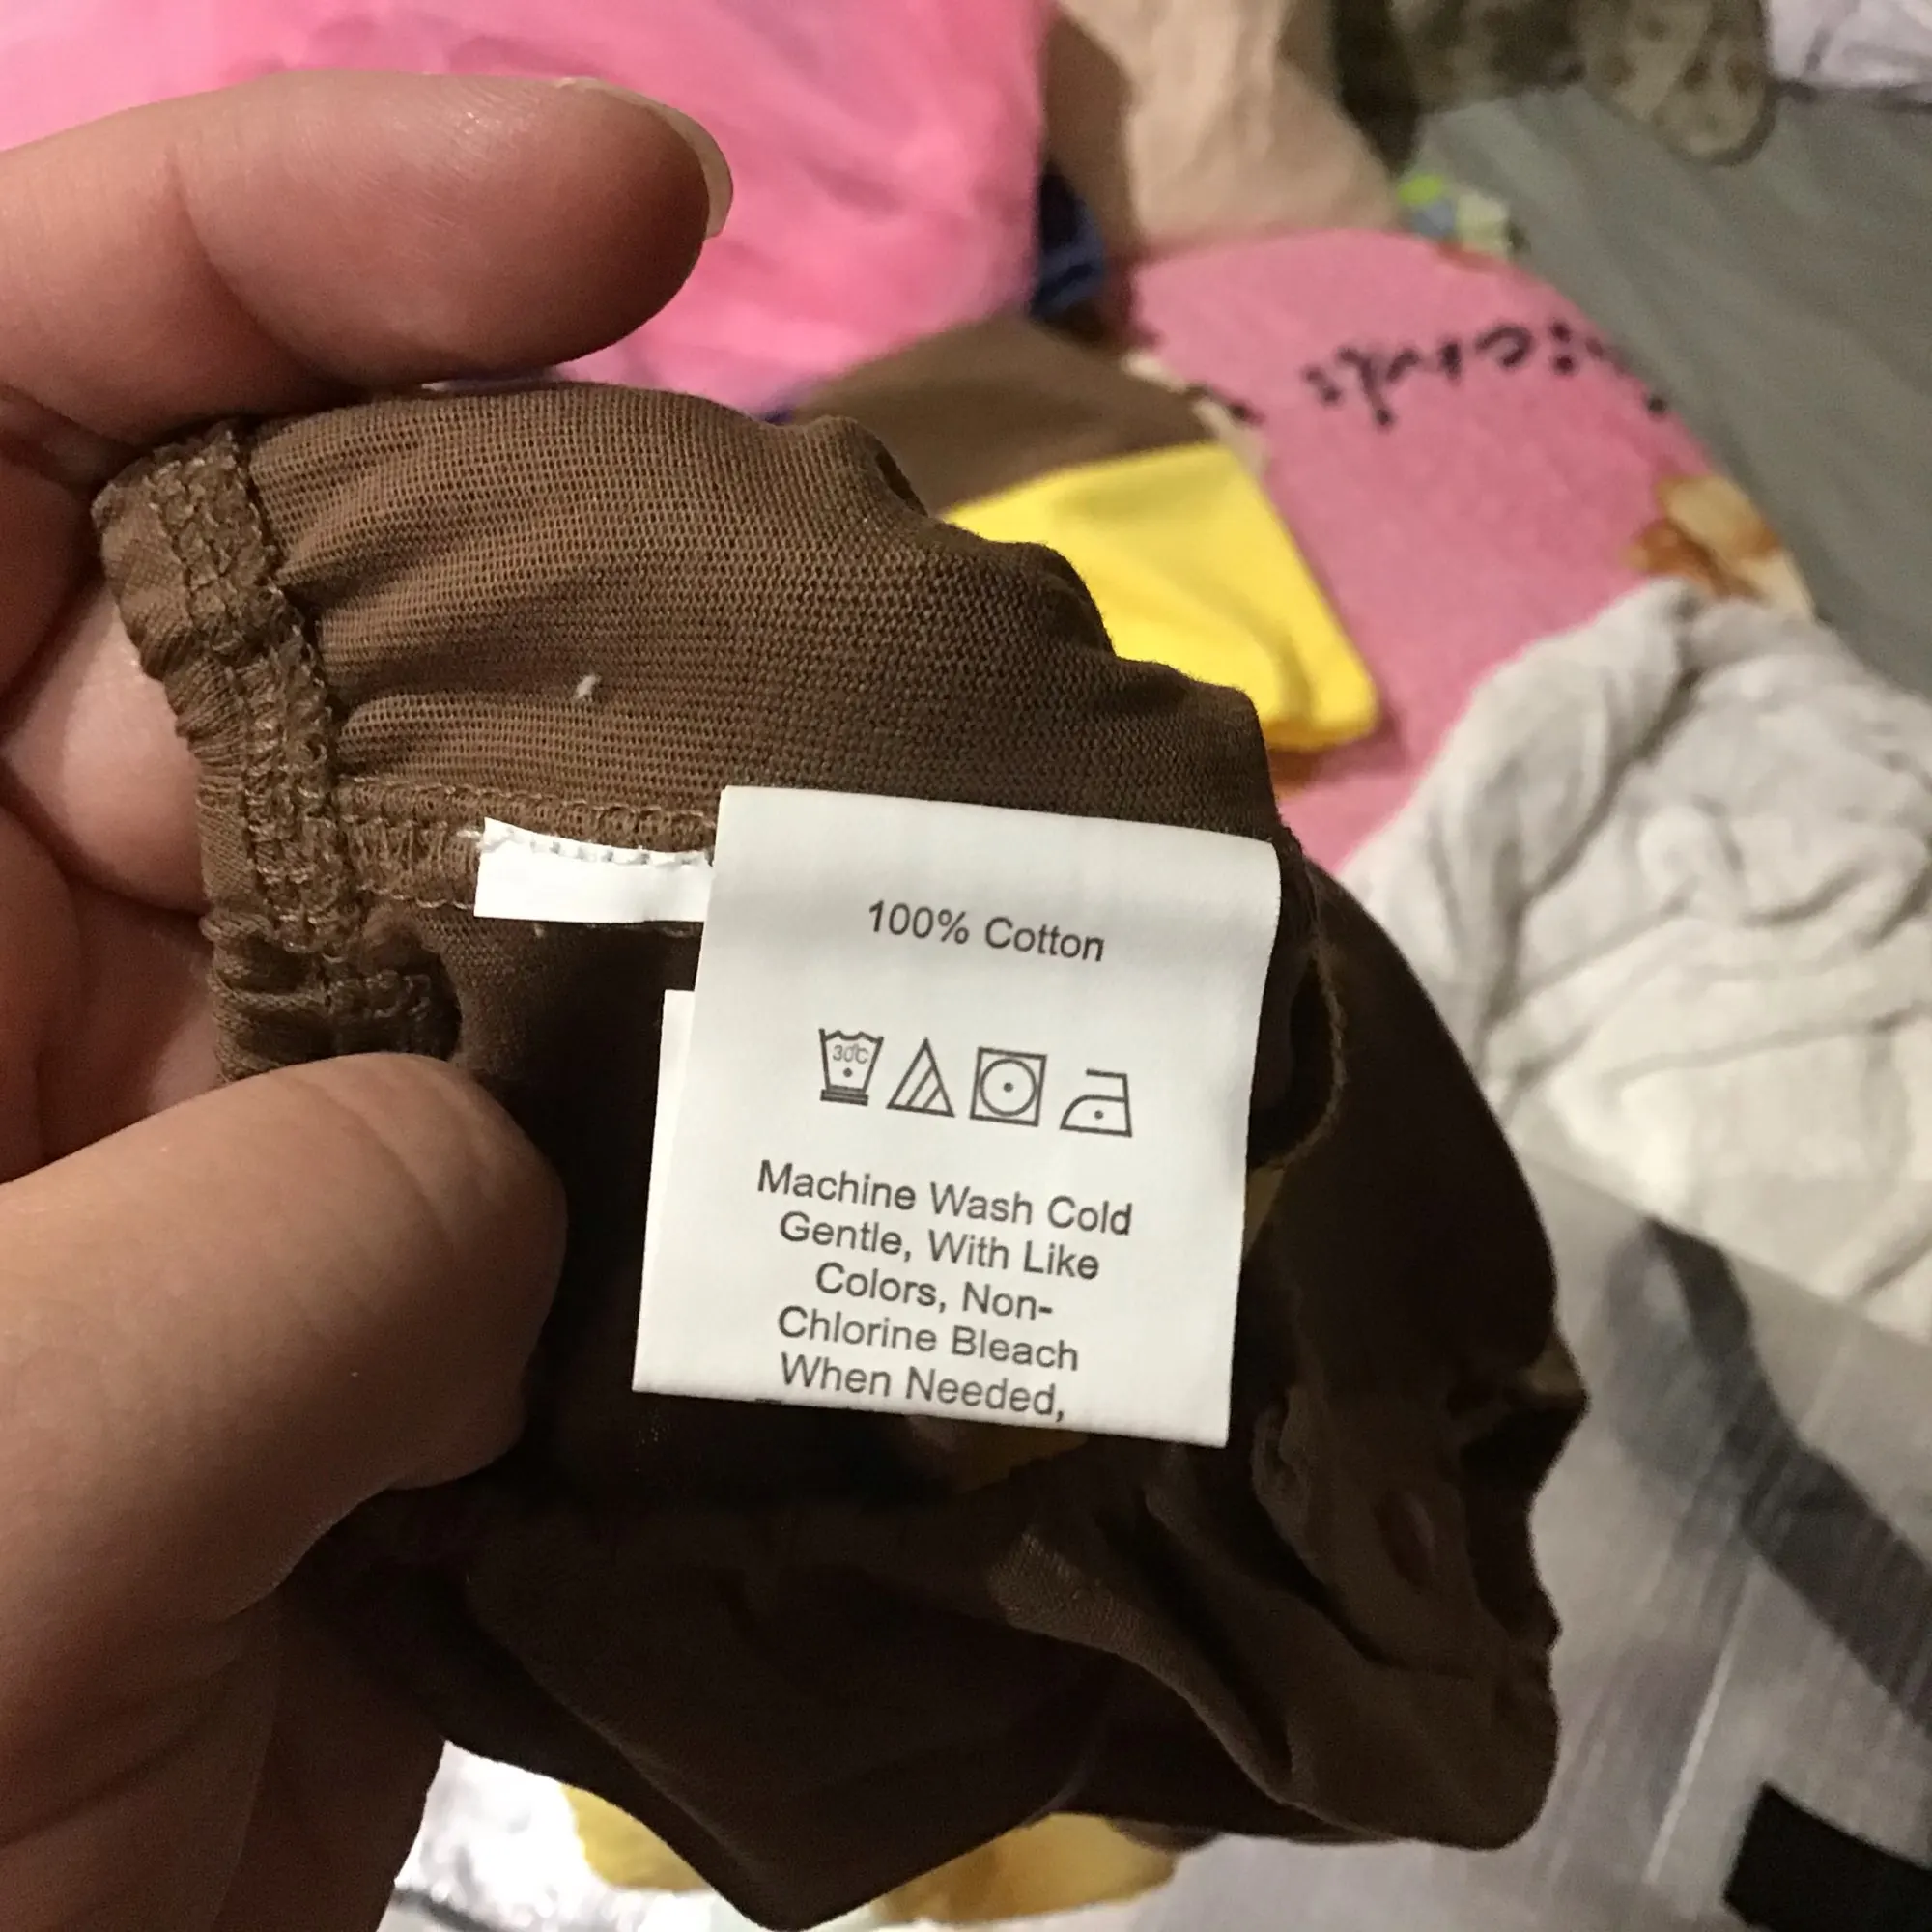 100% Cotton
30°C
Machine Wash Cold
Gentle, With Like
Colors, Non-
Chlorine Bleach
When Needed,